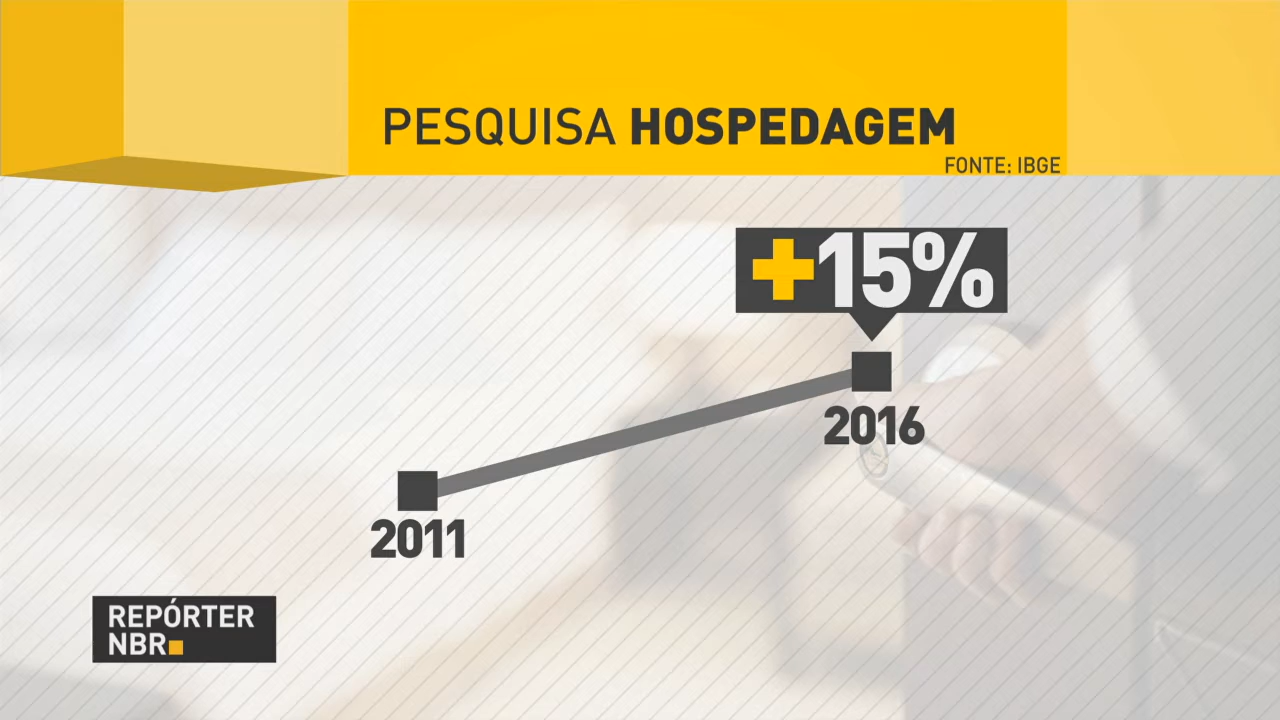 PESQUISA HOSPEDAGEM
FONTE: IBGE
+15%
2016
2011
REPÓRTER
NBR